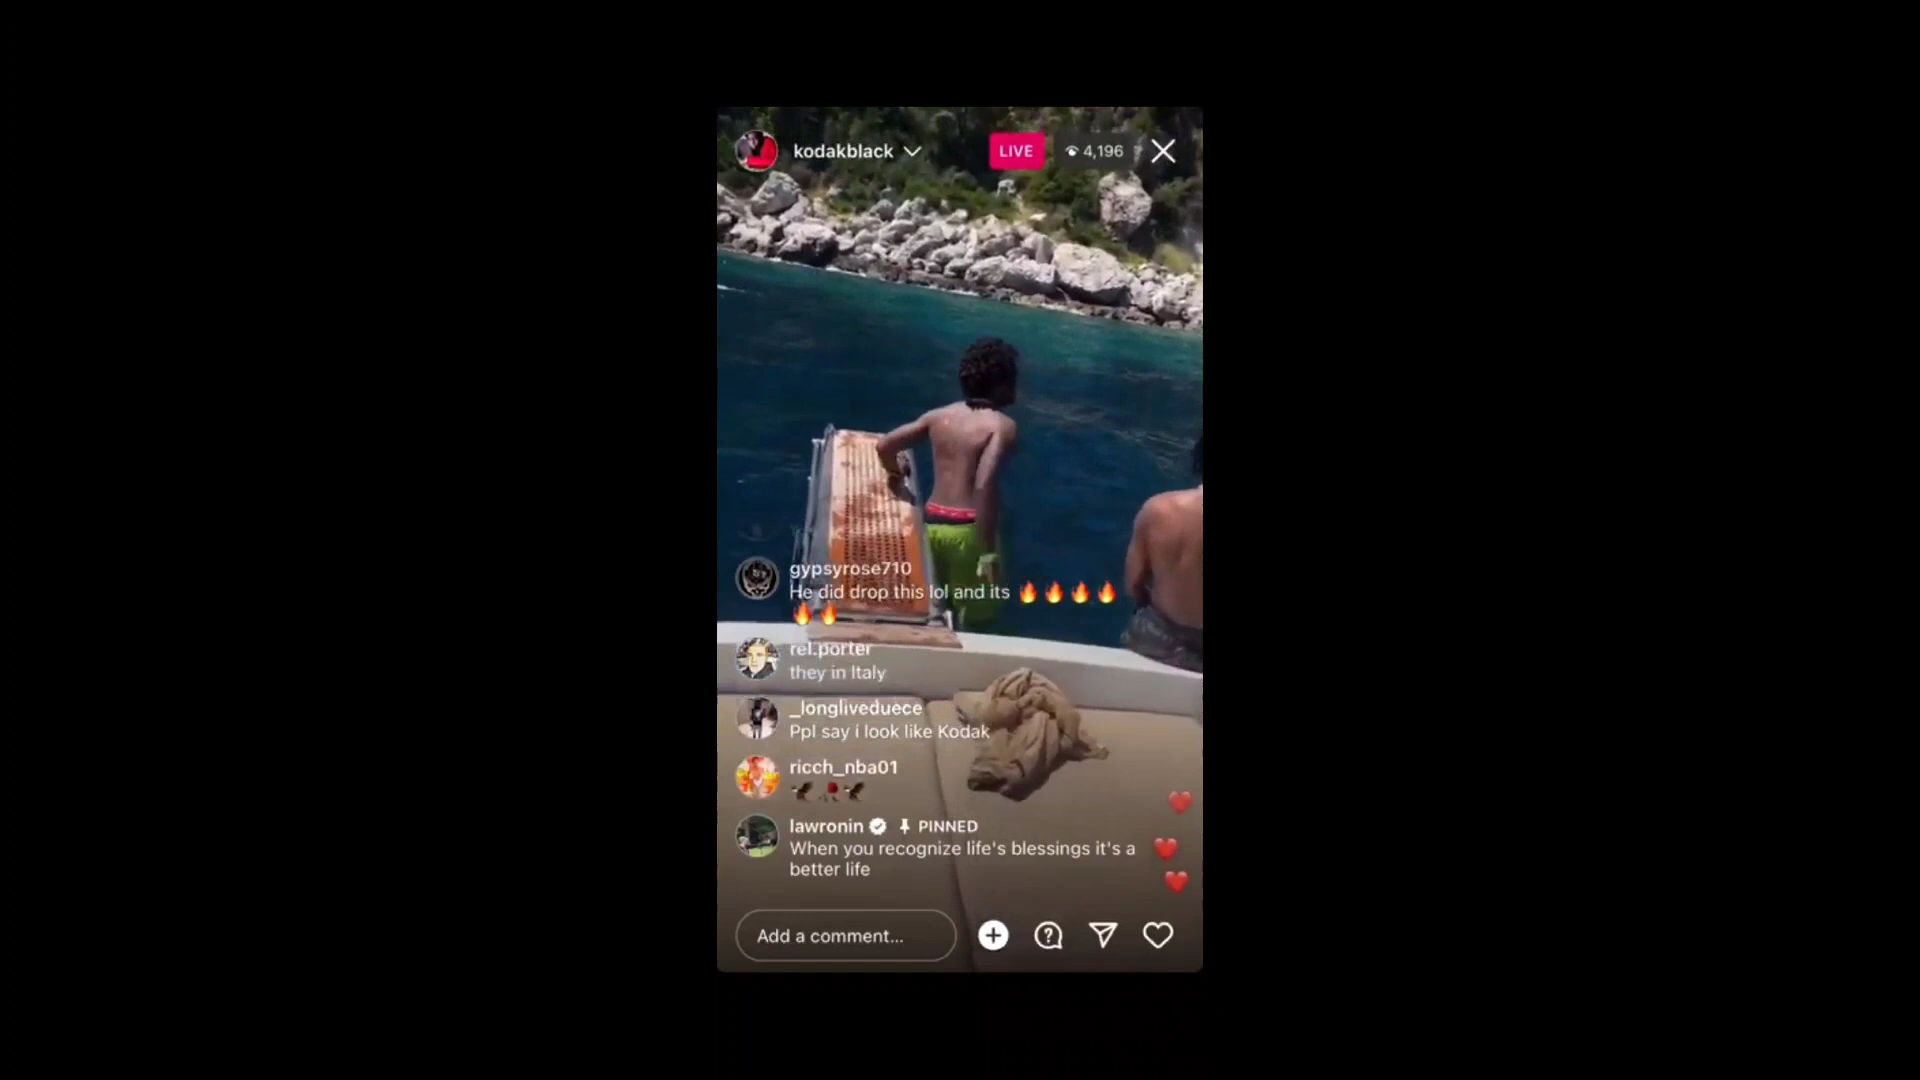 kodakblack
LIVE
4,196
gypsyrose710
He did drop this lol and its 🔥🔥🔥🔥
🔥🔥
rel.porter
they in Italy
_longliveduece
Ppl say i look like Kodak
ricch_nba01
🦅🥀🦅
lawronin PINNED
When you recognize life's blessings it's a
better life
Add a comment...